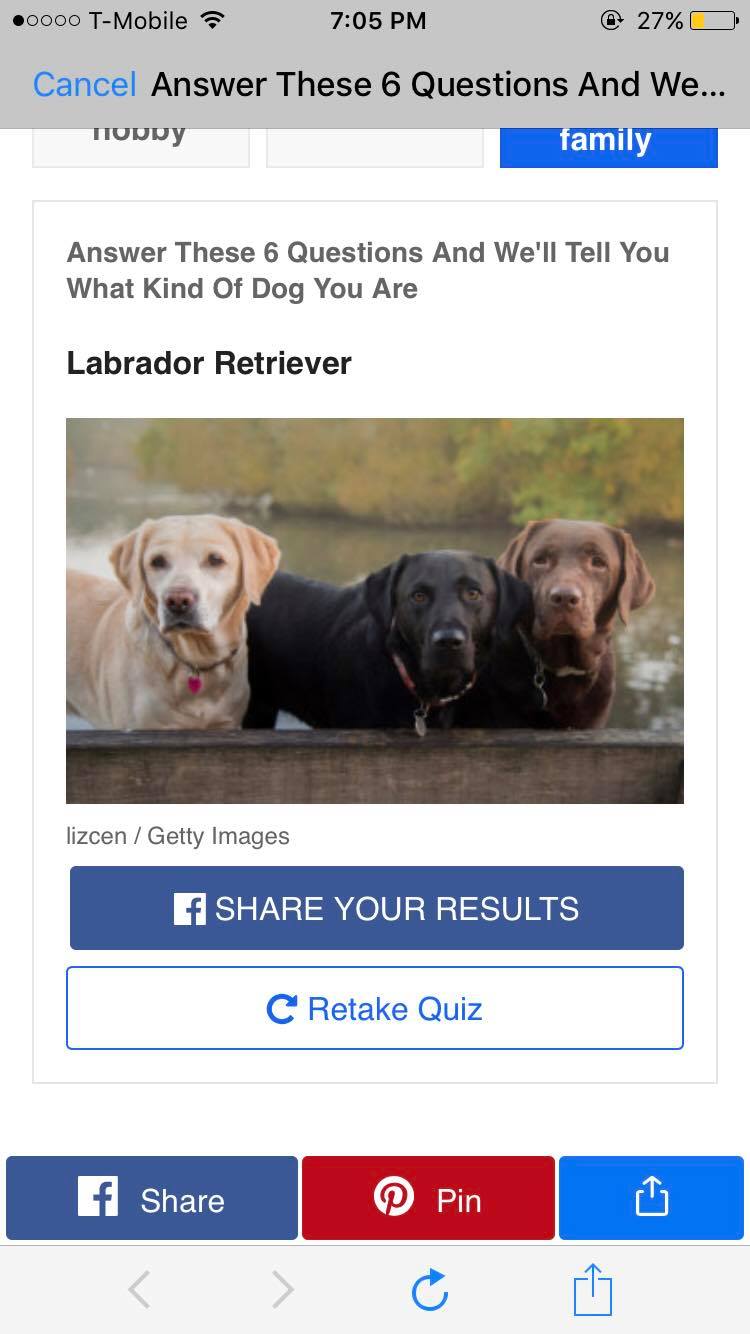 T-Mobile 7:05 PM 27%
Cancel Answer These 6 Questions And We...
hobby
family
Answer These 6 Questions And We'll Tell You
What Kind Of Dog You Are
Labrador Retriever
lizcen / Getty Images
SHARE YOUR RESULTS
Retake Quiz
Share Pin